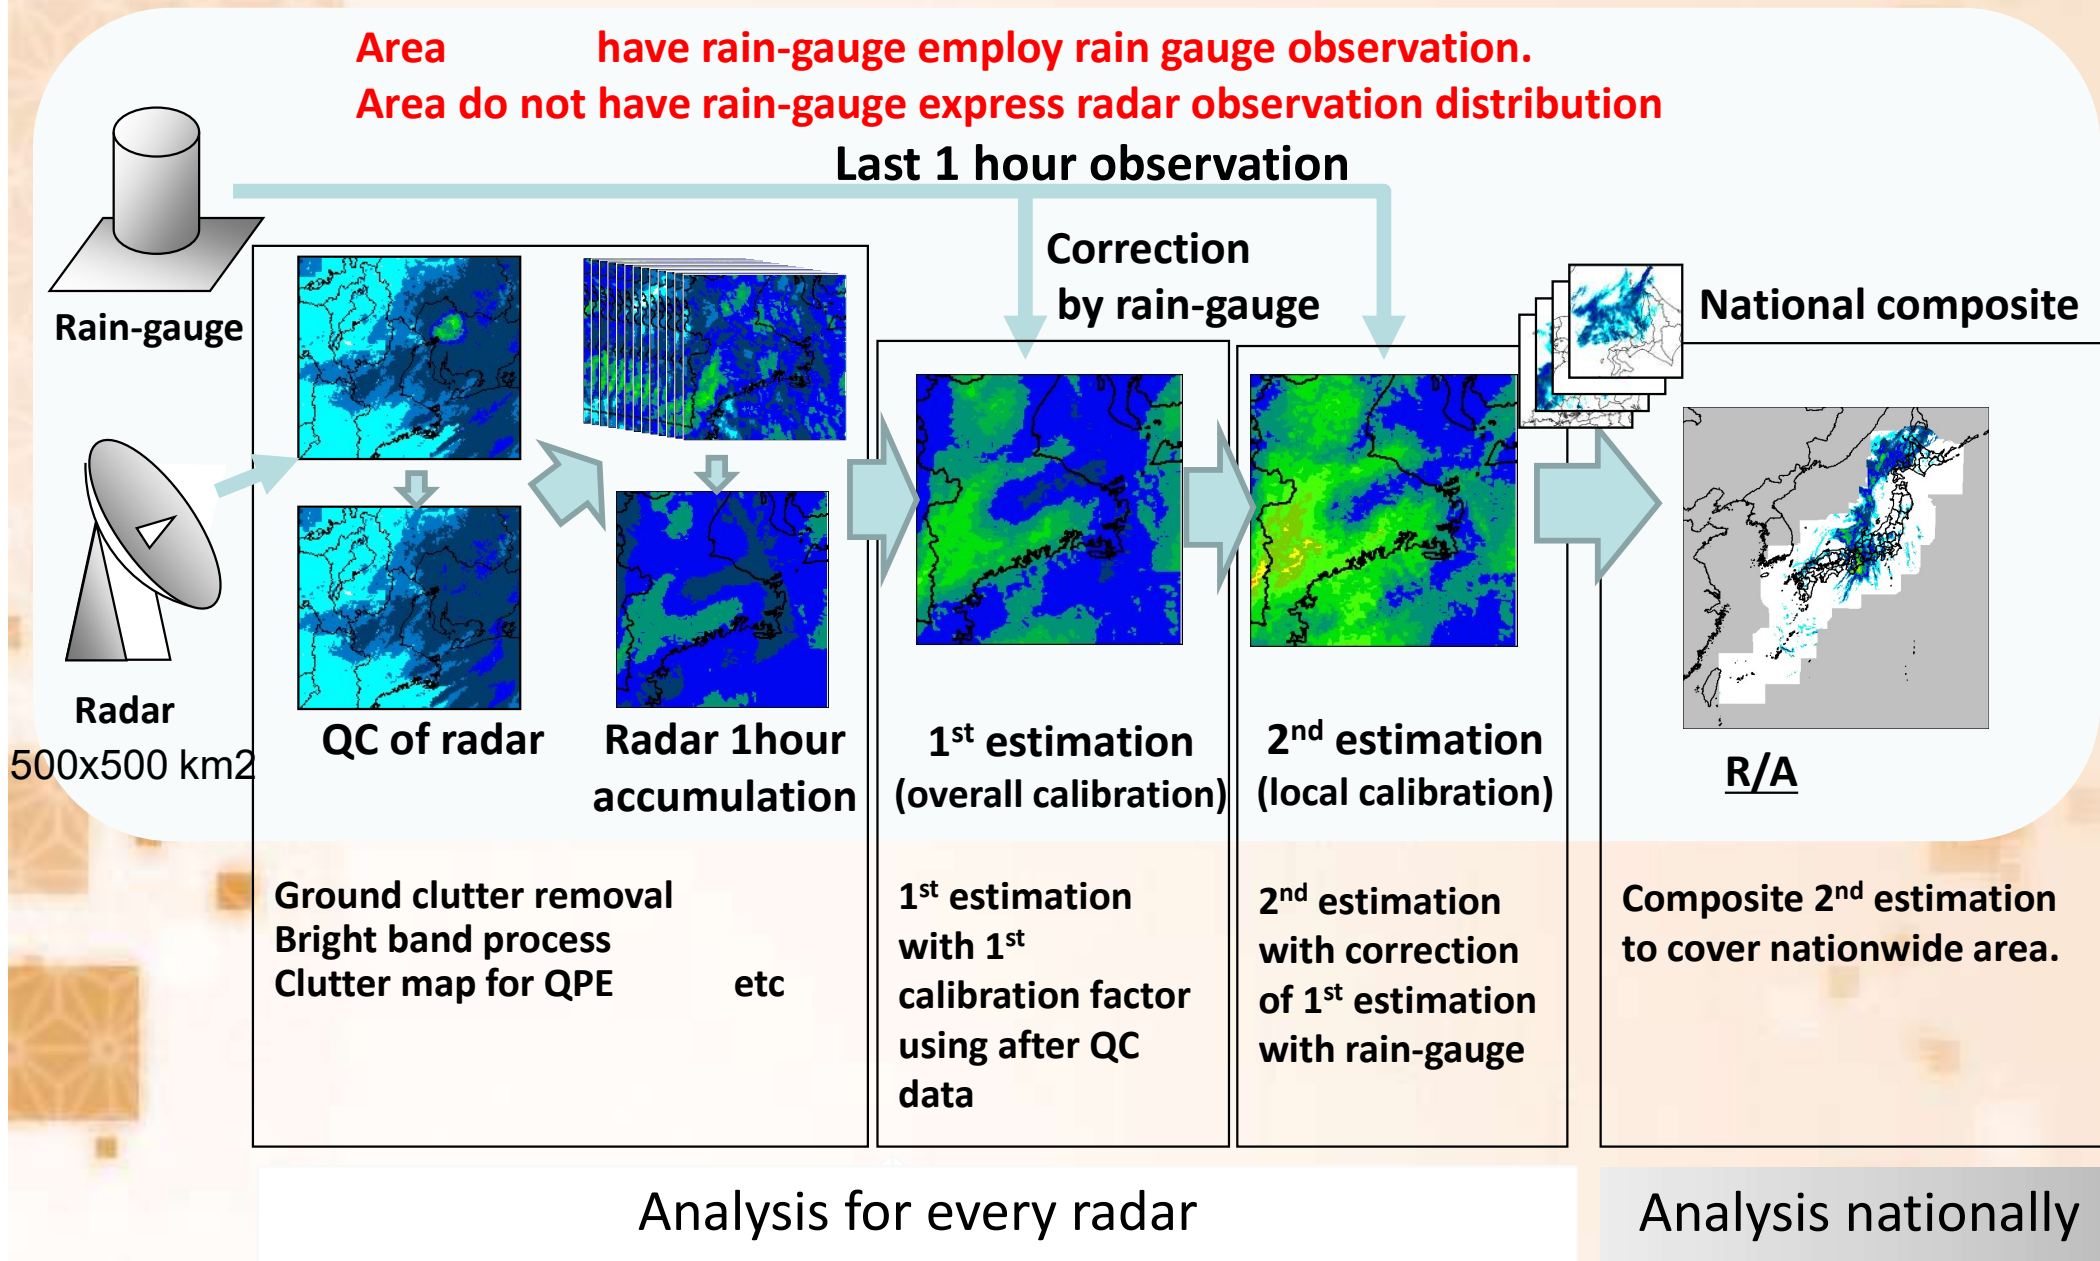 Area have rain-gauge employ rain gauge observation.
Area do not have rain-gauge express radar observation distribution
Last 1 hour observation
Correction
by rain-gauge
National composite
Rain-gauge
Radar
500x500 km2
QC of radar
Radar 1hour
accumulation
1st estimation
(overall calibration)
2nd estimation
(local calibration)
R/A
Ground clutter removal
Bright band process
Clutter map for QPE etc
1st estimation
with 1st
calibration factor
using after QC
data
2nd estimation
with correction
of 1st estimation
with rain-gauge
Composite 2nd estimation
to cover nationwide area.
Analysis for every radar
Analysis nationally